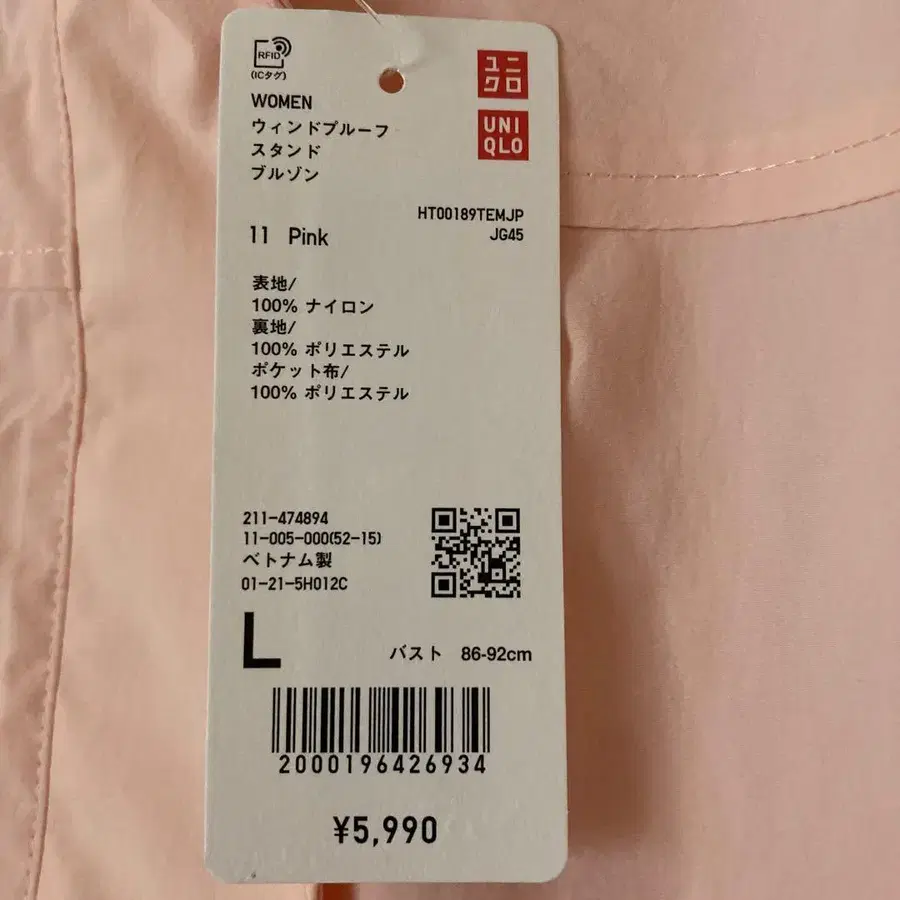 RFID
(ICタグ)
ユニ
クロ
UNI
QLO
WOMEN
ウィンドプルーフ
スタンド
ブルゾン
HT00189TEMJP
JG45
11 Pink
表地/
100% ナイロン
裏地/
100% ポリエステル
ポケット布/
100% ポリエステル
211-474894
11-005-000(52-15)
ベトナム製
01-21-5H012C
L
バスト 86-92cm
2000196426934
¥5,990